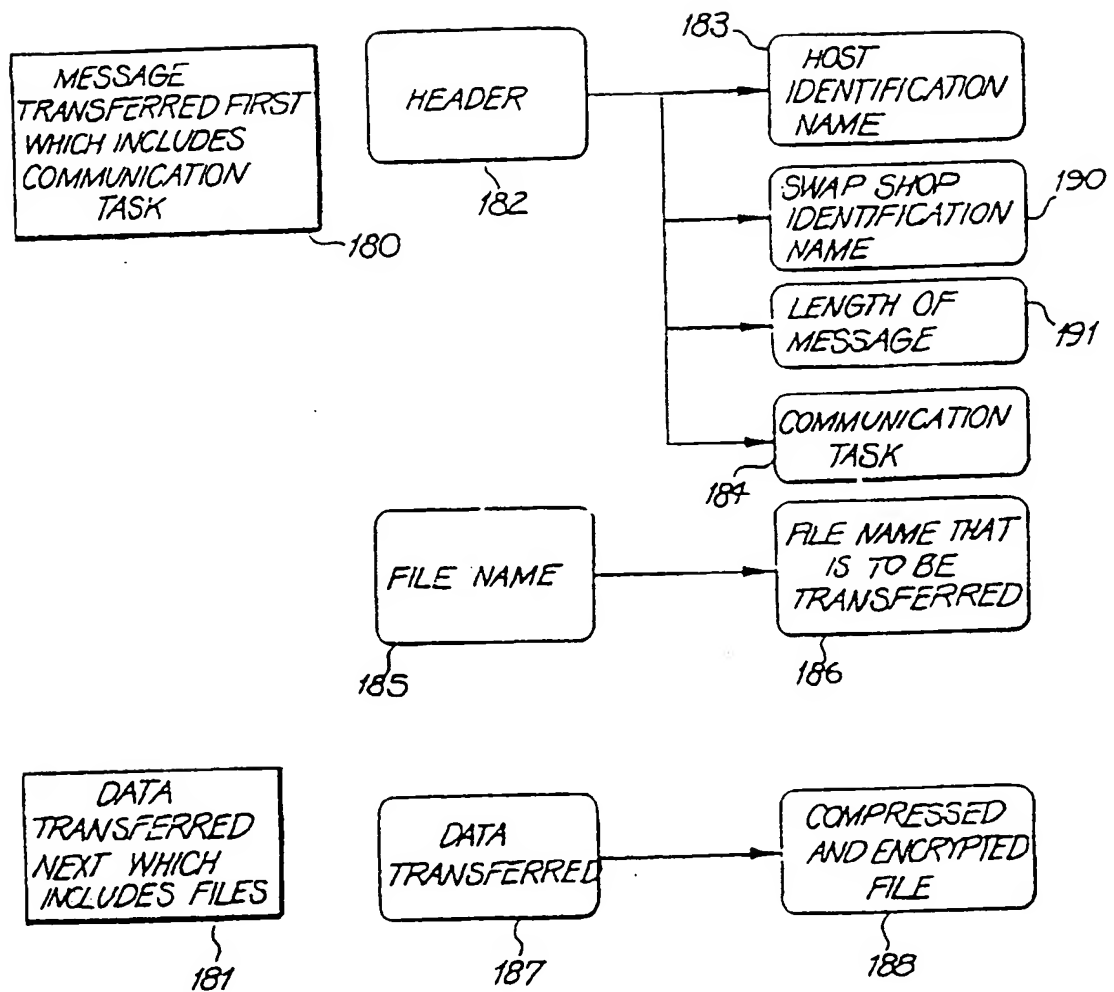 MESSAGE
TRANSFERRED FIRST
WHICH INCLUDES
COMMUNICATION
TASK
180
HEADER
182
183
HOST
IDENTIFICATION
NAME
SWAP SHOP
IDENTIFICATION
NAME
190
LENGTH OF
MESSAGE
191
COMMUNICATION
TASK
184
FILE NAME
185
FILE NAME THAT
IS TO BE
TRANSFERRED
186
DATA
TRANSFERRED
NEXT WHICH
INCLUDES FILES
181
DATA
TRANSFERRED
187
COMPRESSED
AND ENCRYPTED
FILE
188